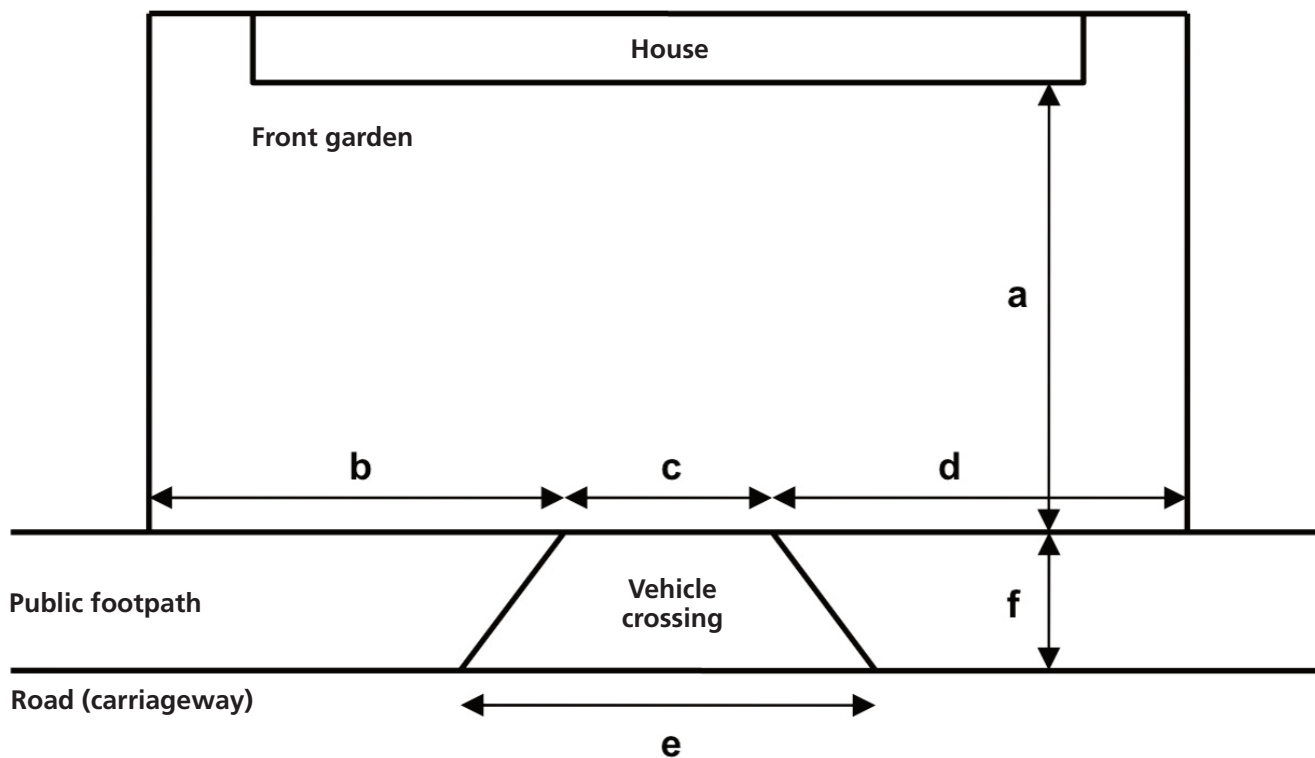 House
Front garden
a
b
c
d
Public footpath
Vehicle
crossing
f
Road (carriageway)
e